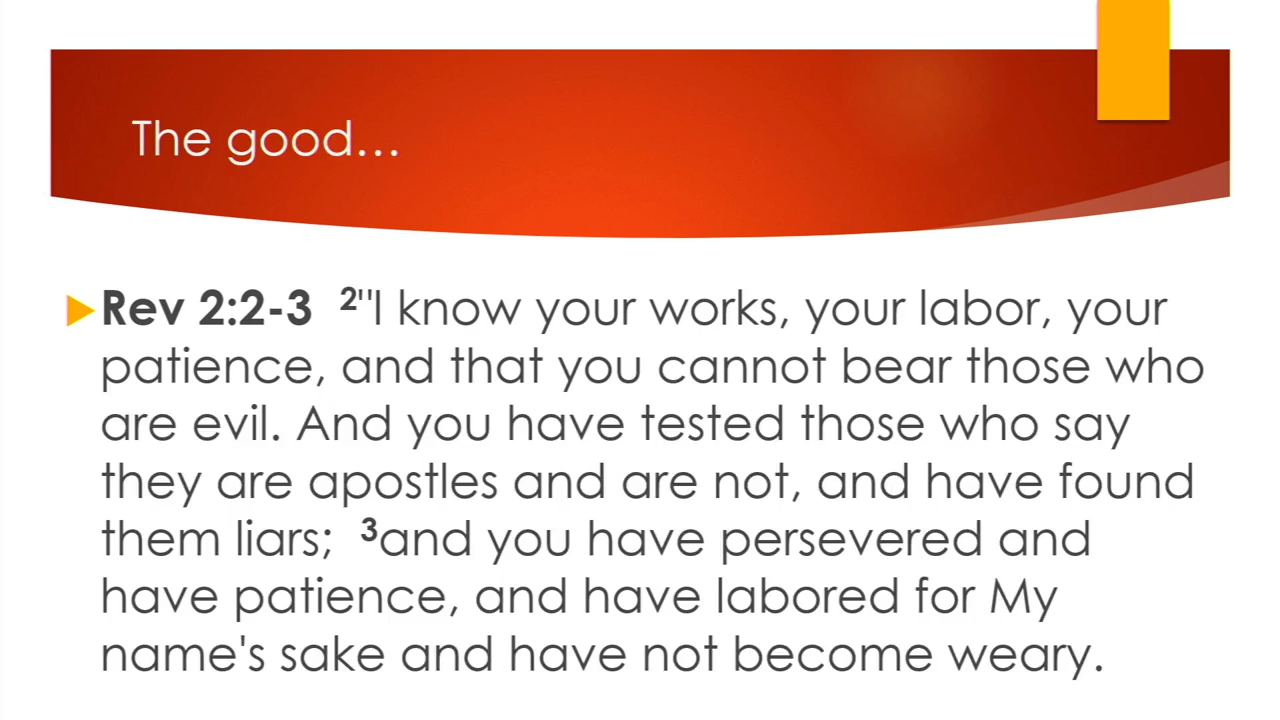 The good...
Rev 2:2-3 2"I know your works, your labor, your
patience, and that you cannot bear those who
are evil. And you have tested those who say
they are apostles and are not, and have found
them liars; 3and you have persevered and
have patience, and have labored for My
name's sake and have not become weary.